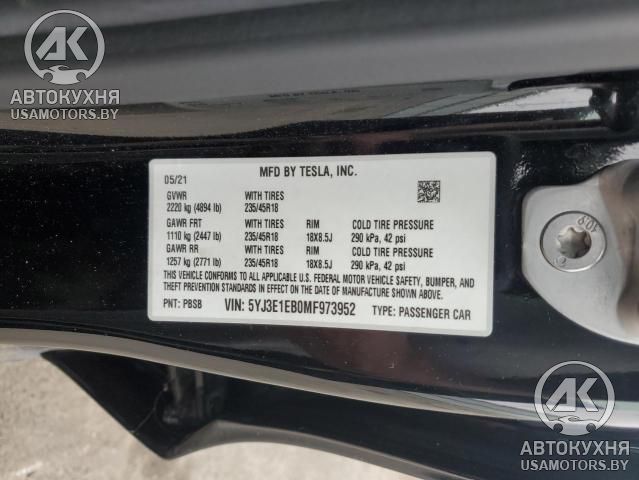 AK
АВТОКУХНЯ
USAMOTORS.BY
MFD BY TESLA, INC.
05/21
GVWR WITH TIRES
2220 kg (4894 lb) 235/45R18
GAWR FRT WITH TIRES RIM COLD TIRE PRESSURE
1110 kg (2447 lb) 235/45R18 18X8.5J 290 kPa, 42 psi
GAWR RR WITH TIRES RIM COLD TIRE PRESSURE
1257 kg (2771 lb) 235/45R18 18X8.5J 290 kPa, 42 psi
THIS VEHICLE CONFORMS TO ALL APPLICABLE U.S. FEDERAL MOTOR VEHICLE SAFETY, BUMPER, AND
THEFT PREVENTION STANDARDS IN EFFECT ON THE DATE OF MANUFACTURE SHOWN ABOVE.
PNT: PBSB VIN: 5YJ3E1EB0MF973952 TYPE: PASSENGER CAR
10.9
AK
АВТОКУХНЯ
USAMOTORS.BY